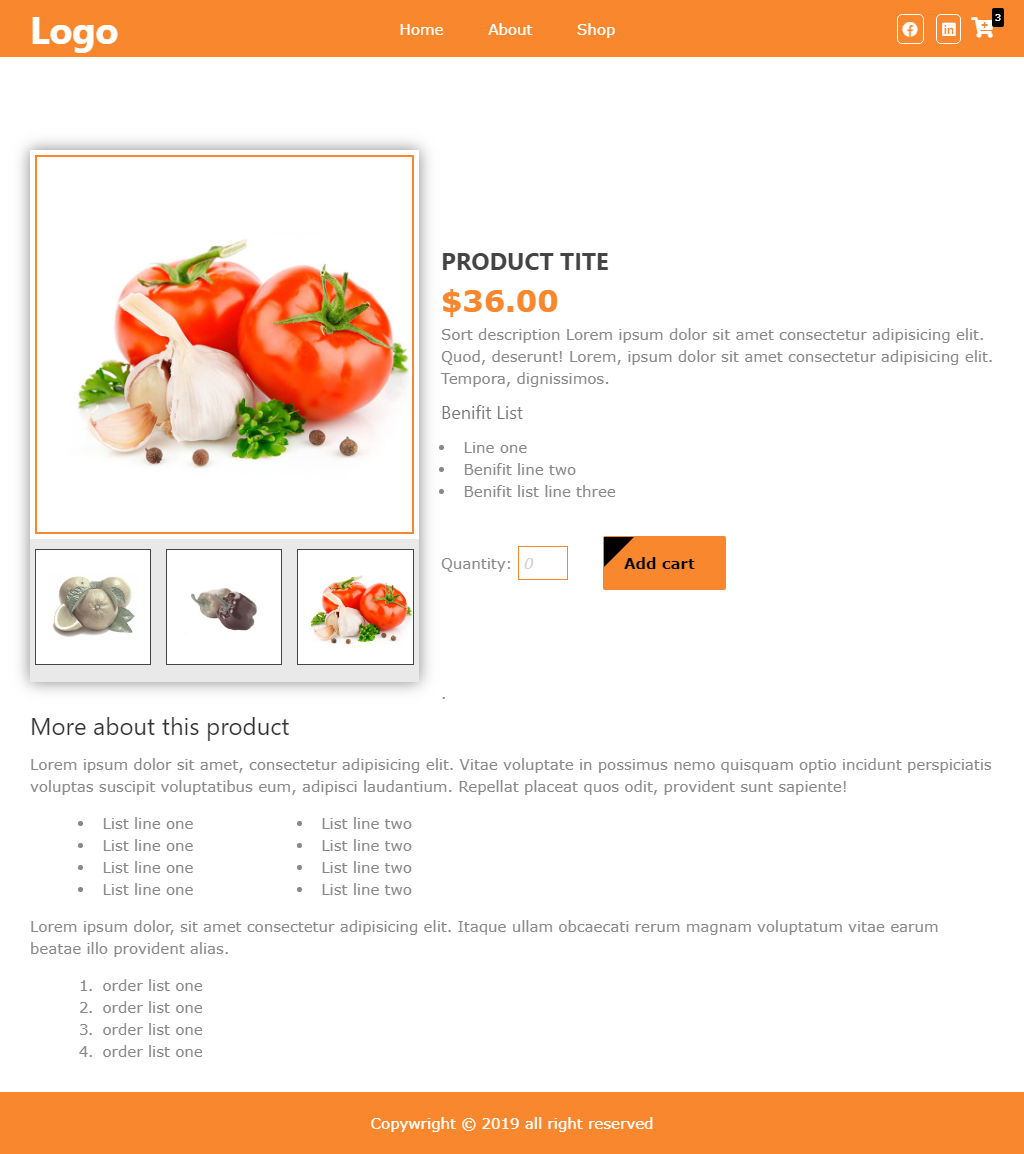 Logo
Home About Shop
3
PRODUCT TITE
$36.00
Sort description Lorem ipsum dolor sit amet consectetur adipisicing elit.
Quod, deserunt! Lorem, ipsum dolor sit amet consectetur adipisicing elit.
Tempora, dignissimos.
Benifit List
• Line one
• Benifit line two
• Benifit list line three
Quantity: 0 Add cart
.
More about this product
Lorem ipsum dolor sit amet, consectetur adipisicing elit. Vitae voluptate in possimus nemo quisquam optio incidunt perspiciatis
voluptas suscipit voluptatibus eum, adipisci laudantium. Repellat placeat quos odit, provident sunt sapiente!
• List line one • List line two
• List line one • List line two
• List line one • List line two
• List line one • List line two
Lorem ipsum dolor, sit amet consectetur adipisicing elit. Itaque ullam obcaecati rerum magnam voluptatum vitae earum
beatae illo provident alias.
1. order list one
2. order list one
3. order list one
4. order list one
Copywright © 2019 all right reserved